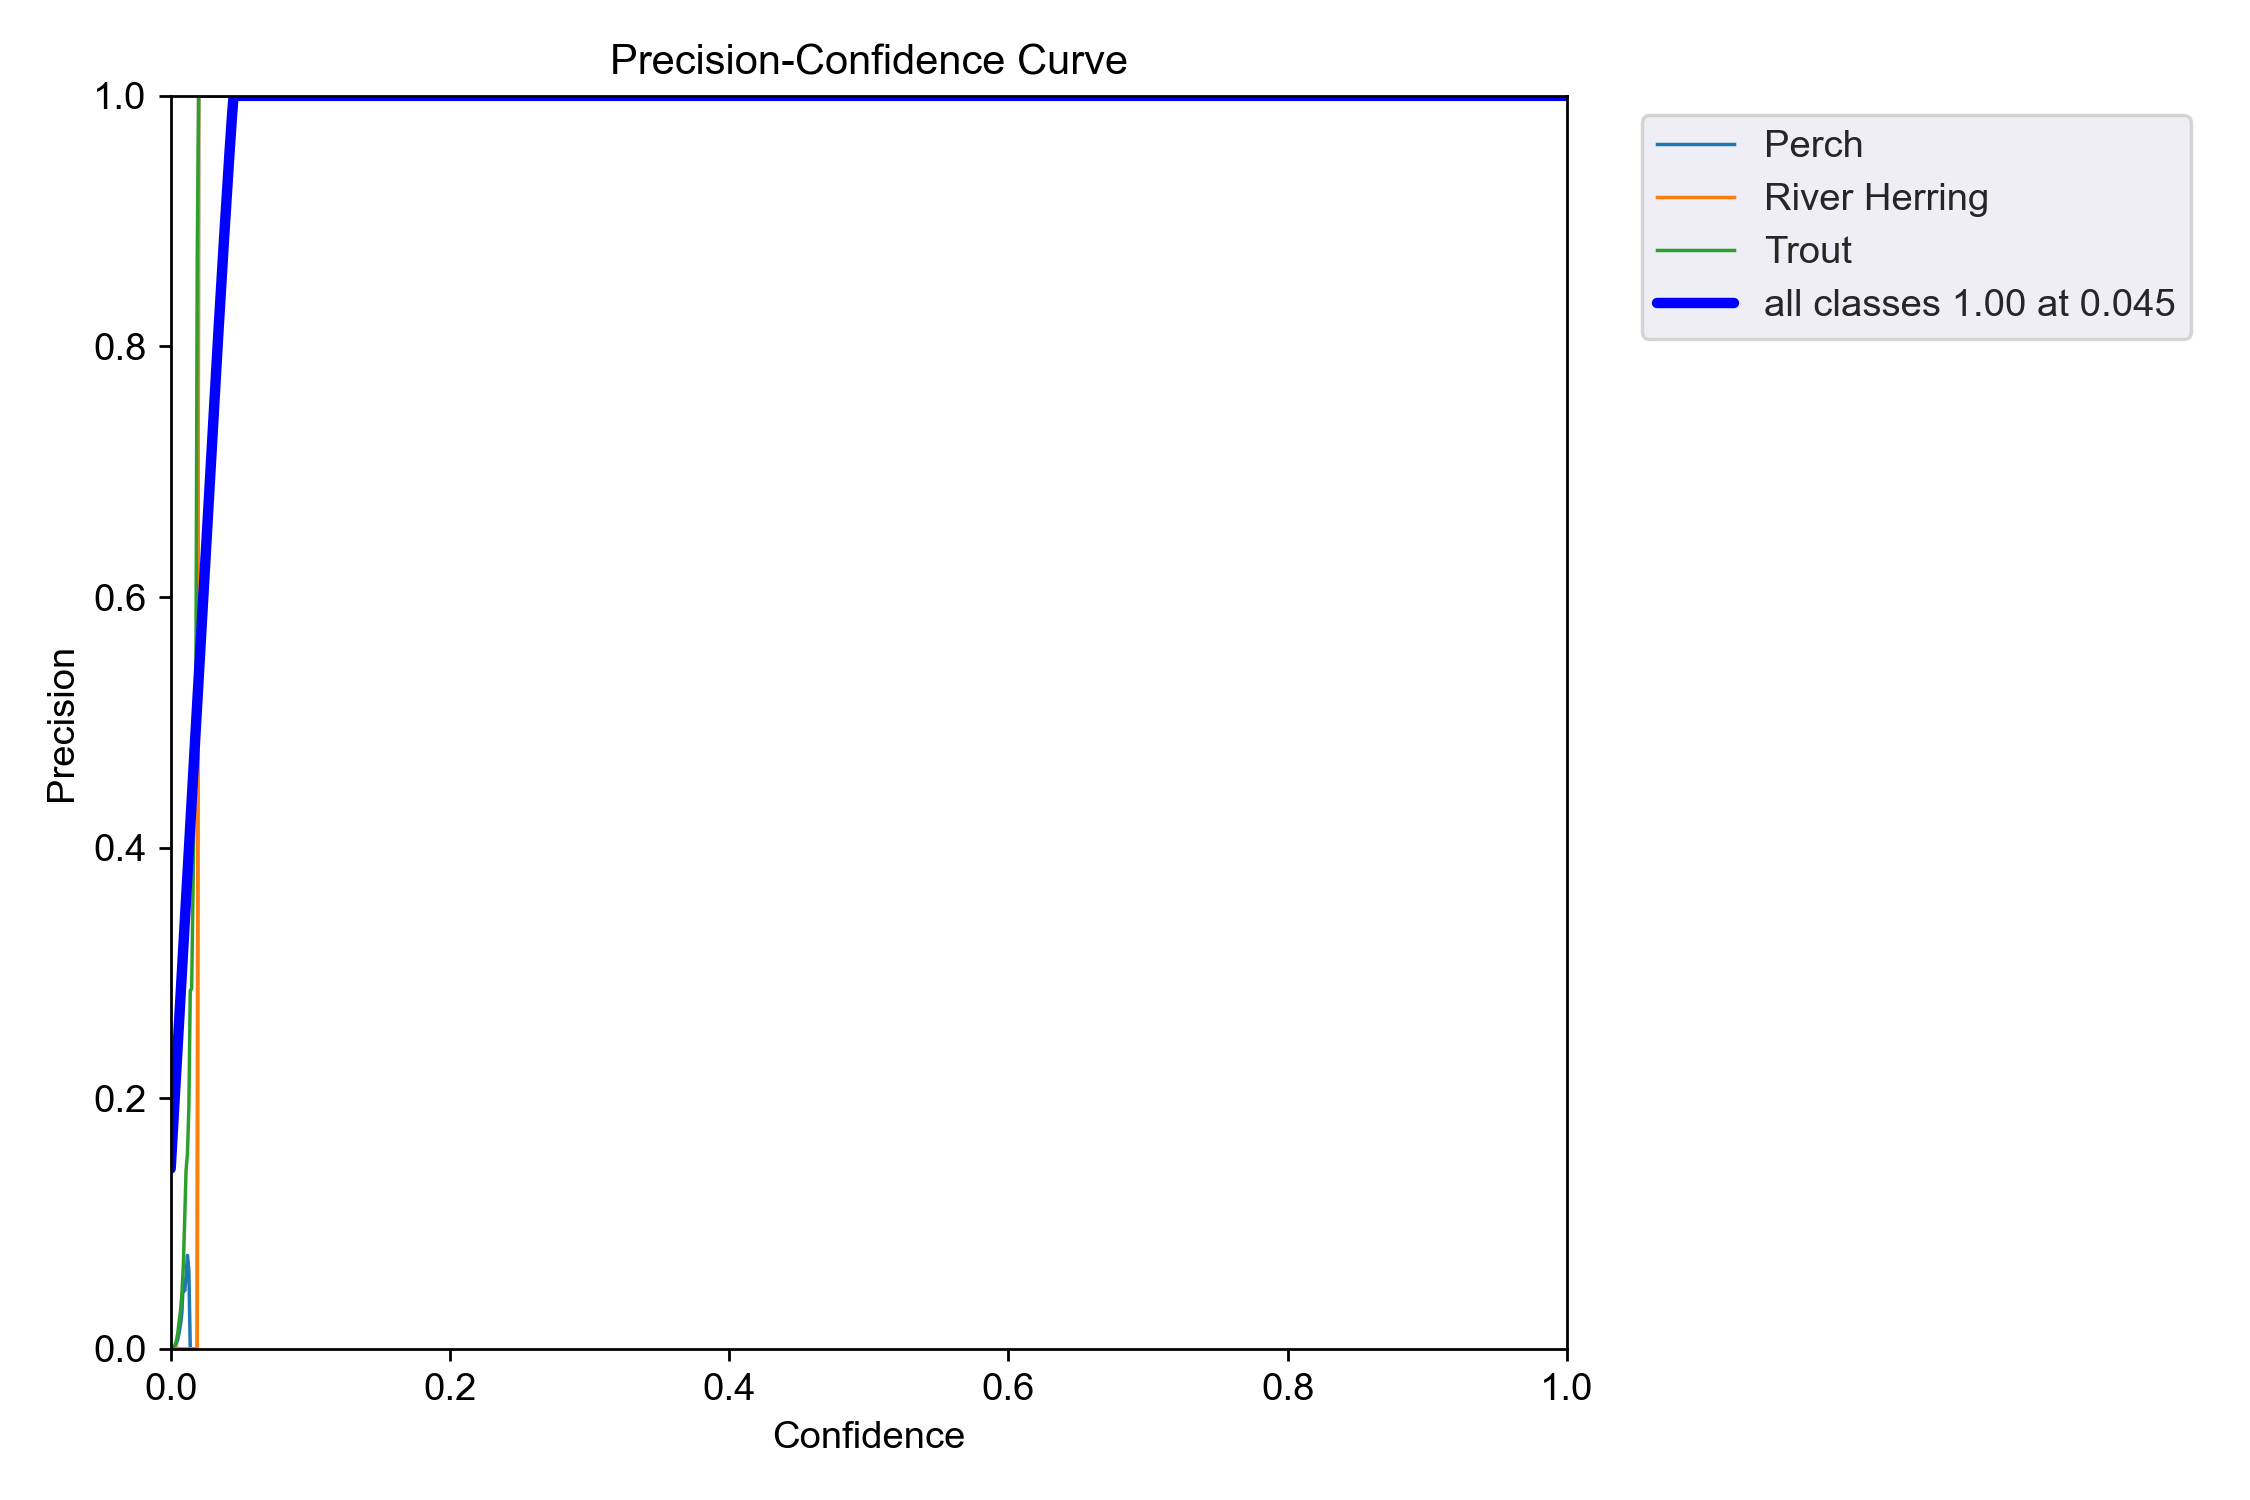 Precision-Confidence Curve
1.0
0.8
0.6
0.4
0.2
0.0
Precision
0.0 0.2 0.4 0.6 0.8 1.0
Confidence
Perch
River Herring
Trout
all classes 1.00 at 0.045